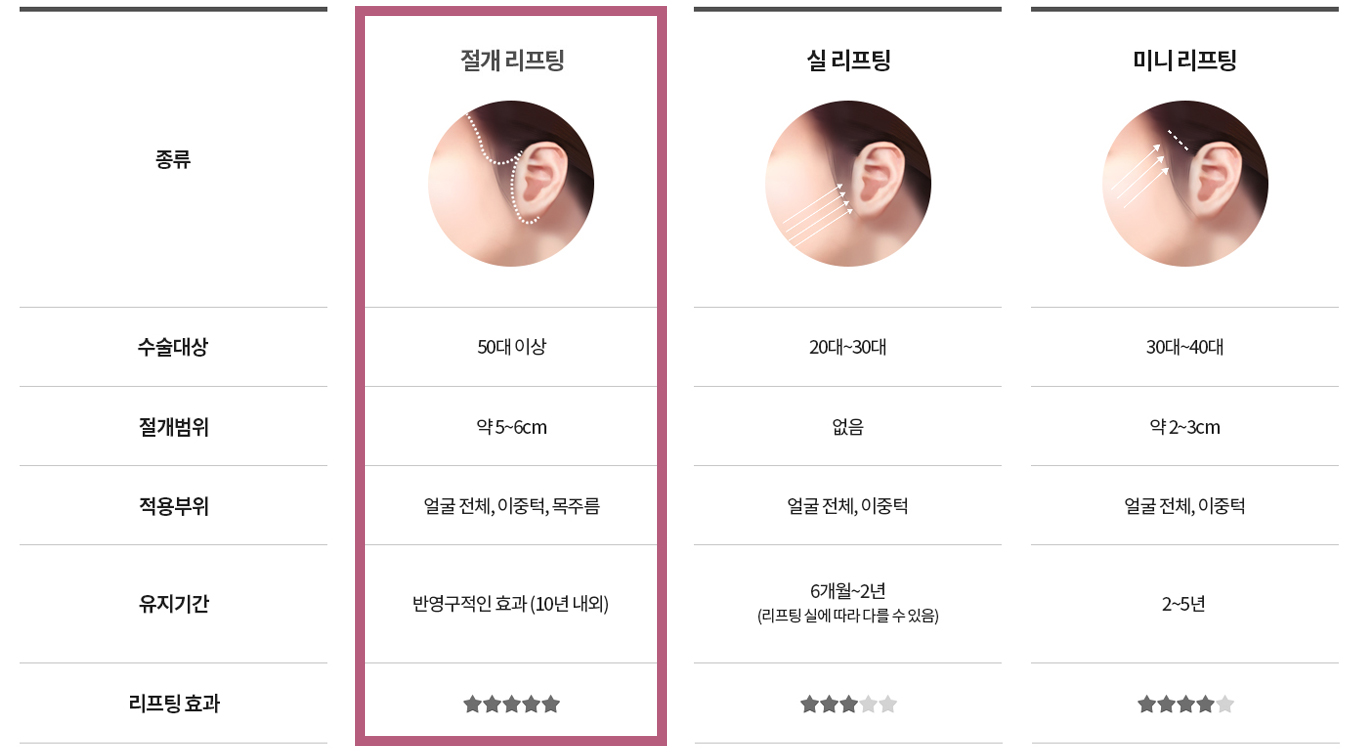 종류
절개 리프팅
실 리프팅
미니 리프팅
수술대상
50대 이상
20대~30대
30대~40대
절개범위
약 5~6cm
없음
약 2~3cm
적용부위
얼굴 전체, 이중턱, 목주름
얼굴 전체, 이중턱
얼굴 전체, 이중턱
유지기간
반영구적인 효과 (10년 내외)
6개월~2년
(리프팅 실에 따라 다를 수 있음)
2~5년
리프팅 효과
★★★★★
★★★★★
★★★★★